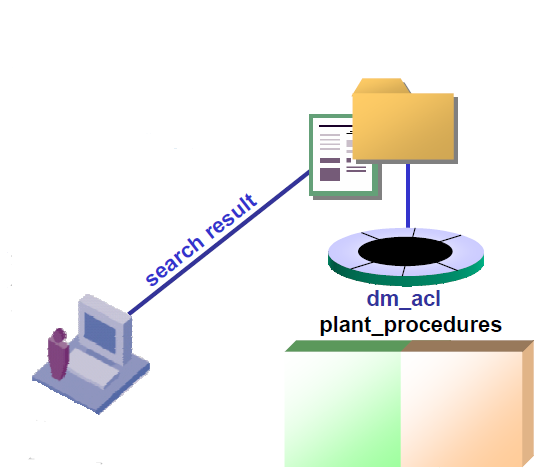 search result
dm_acl
plant_procedures